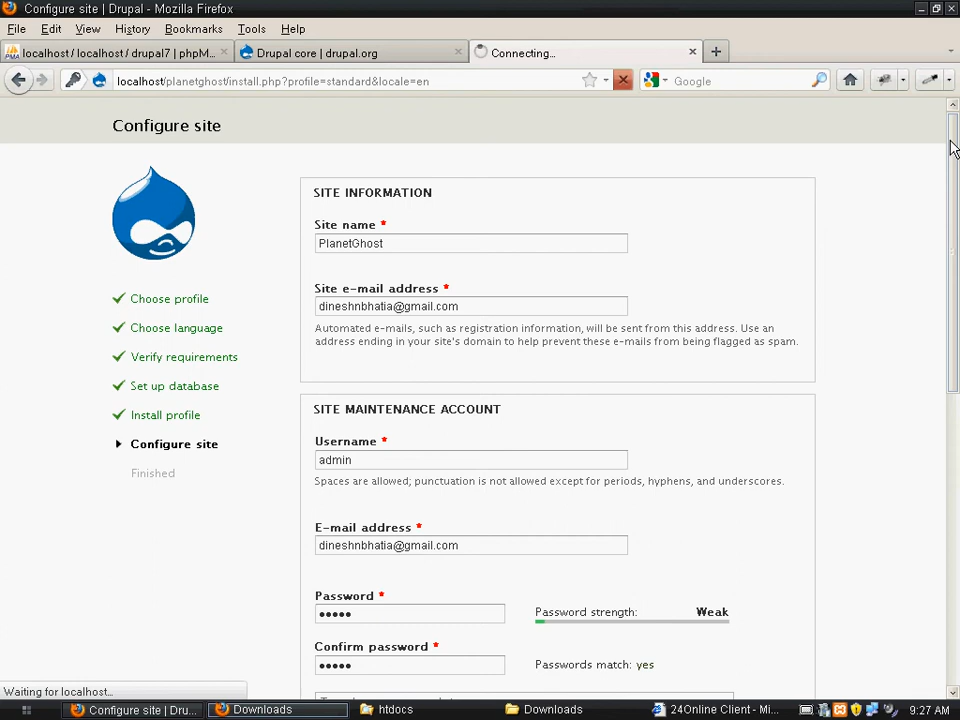 Configure site | Drupal - Mozilla Firefox
File Edit View History Tools Help
localhost / localhost / drupal7 | phpM...
Drupal core | drupal.org
Connecting...
localhost/planetghost/install.php?profile=standard&locale=en
Google
Configure site
Choose profile
Choose language
Verify requirements
Set up database
Install profile
Configure site
Finished
SITE INFORMATION
Site name *
PlanetGhost
Site e-mail address *
dineshnbhatia@gmail.com
Automated e-mails, such as registration information, will be sent from this address. Use an
address ending in your site's domain to help prevent these e-mails from being flagged as spam.
SITE MAINTENANCE ACCOUNT
Username *
admin
Spaces are allowed; punctuation is not allowed except for periods, hyphens, and underscores.
E-mail address *
dineshnbhatia@gmail.com
Password *
•••••
Password strength: Weak
Confirm password *
•••••
Passwords match: yes
Waiting for localhost...
Configure site | Dru...
Downloads
htdocs
Downloads
24Online Client - Mi...
9:27 AM